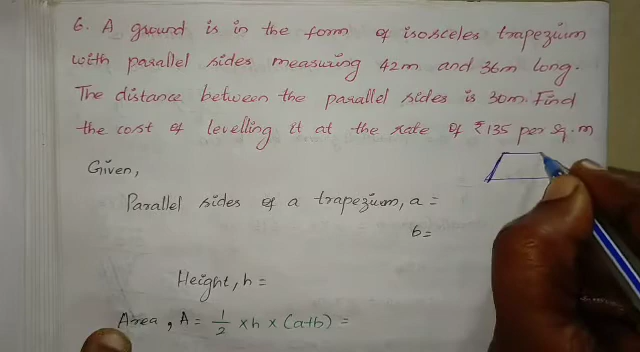 6. A ground is in the form of isosceles trapezium
with parallel sides measuring 42m and 36m long.
The distance between the parallel sides is 30m. Find
the cost of levelling it at the rate of ₹135 per sq.m
Given,
Parallel sides of a trapezium, a =
b=
Height, h =
Area, A = 1/2 × h × (a+b) =